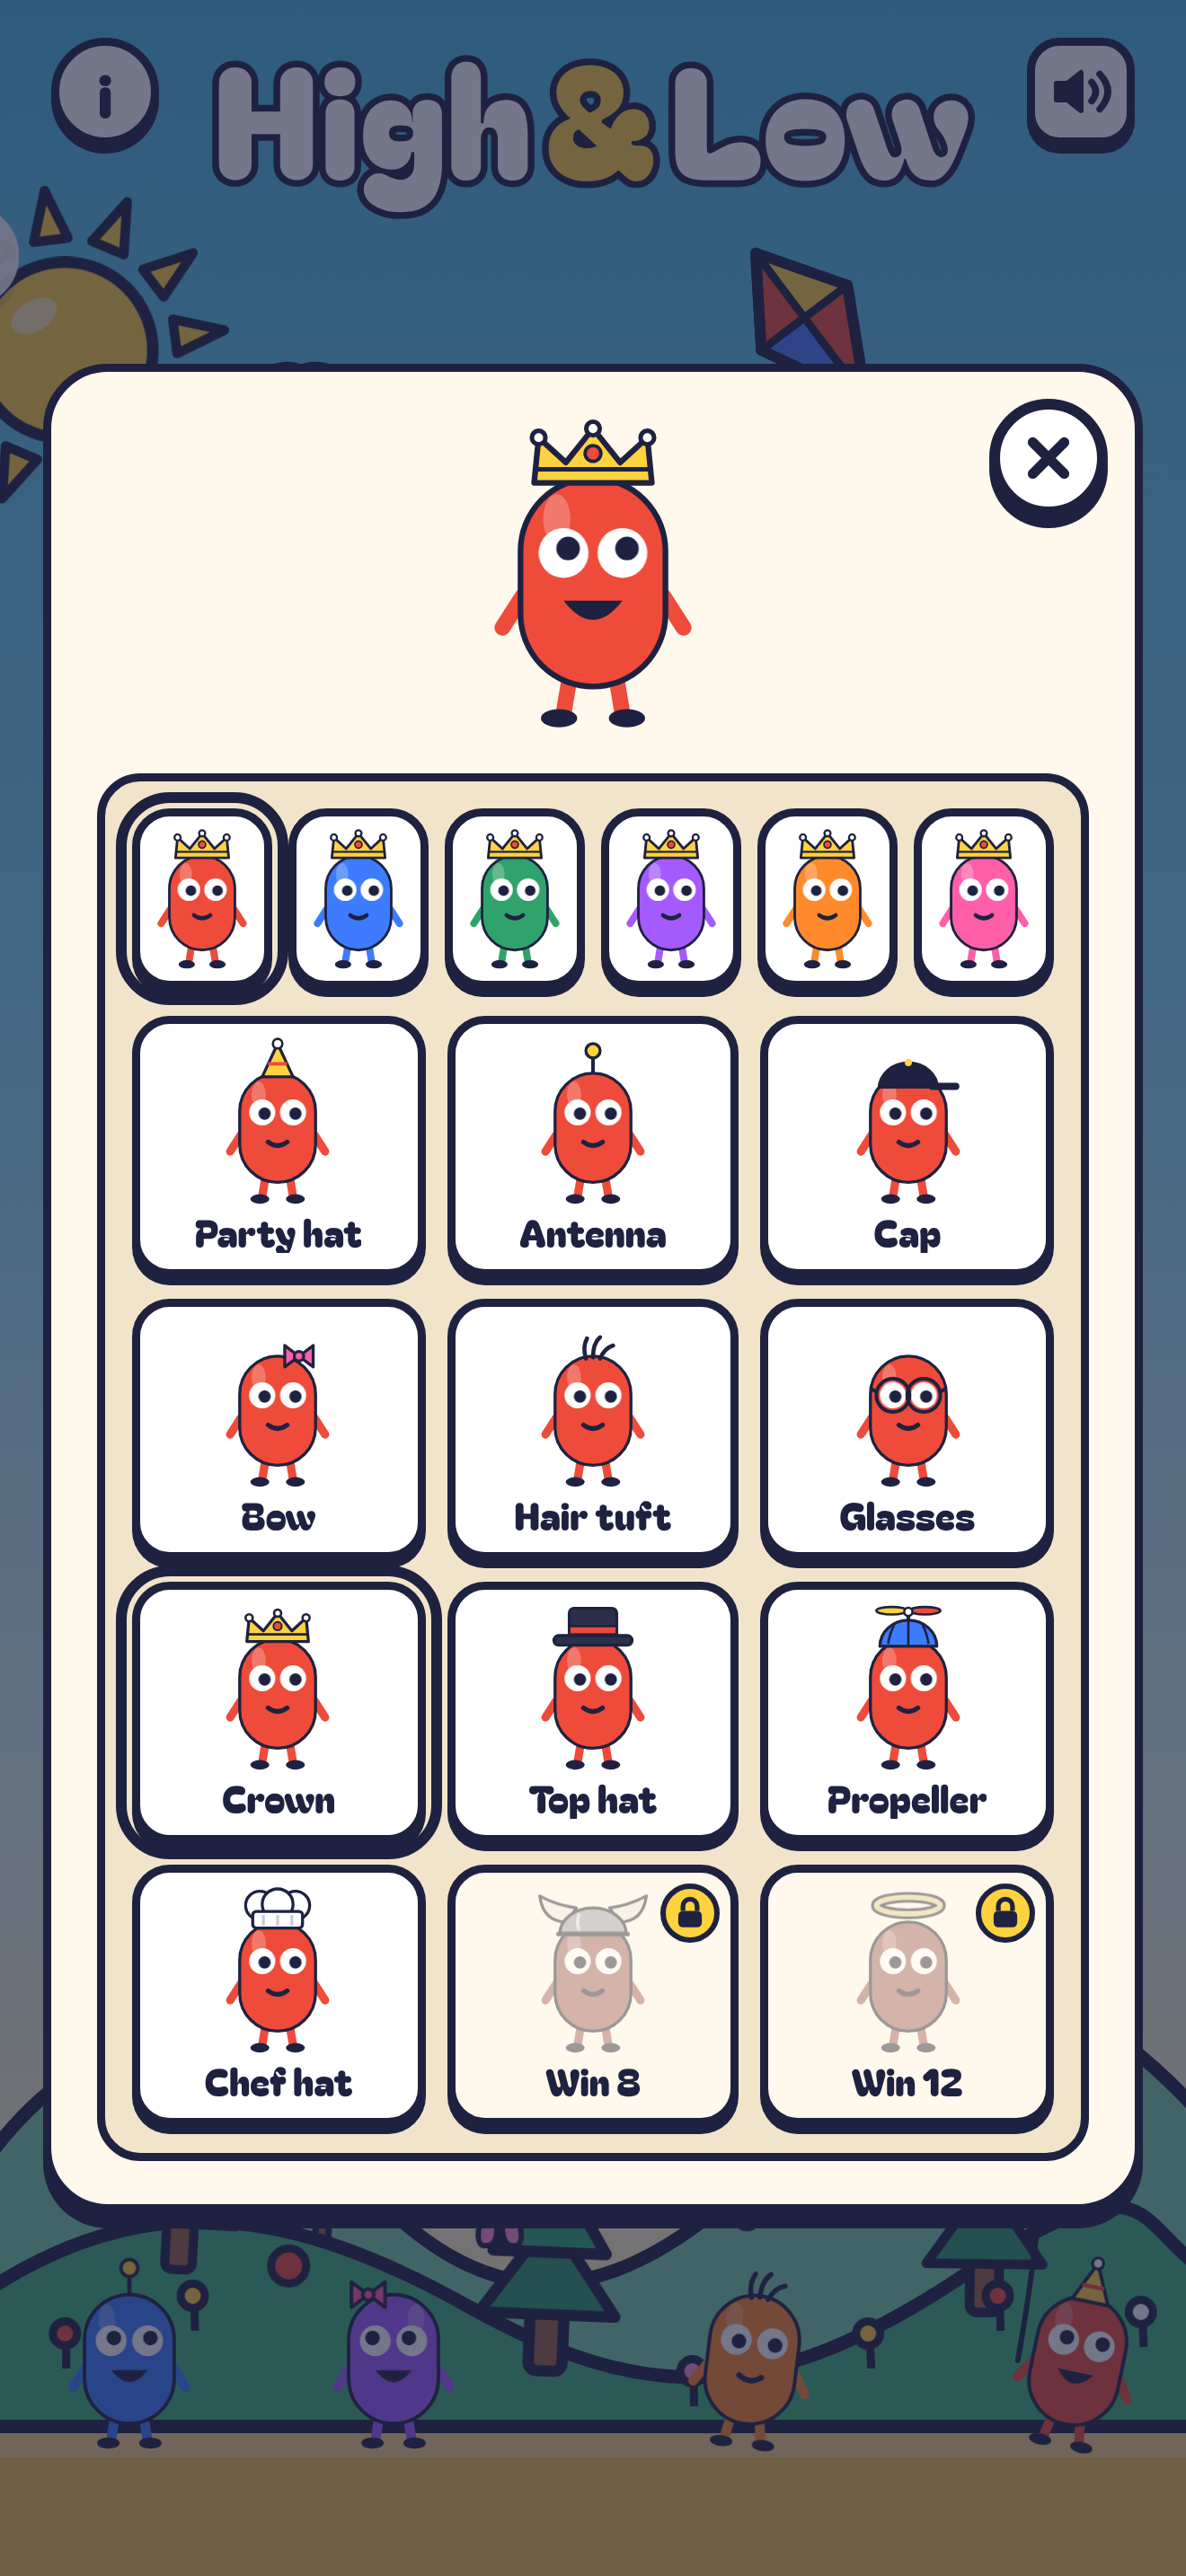 i
High & Low
Party hat
Antenna
Cap
Bow
Hair tuft
Glasses
Crown
Top hat
Propeller
Chef hat
Win 8
Win 12